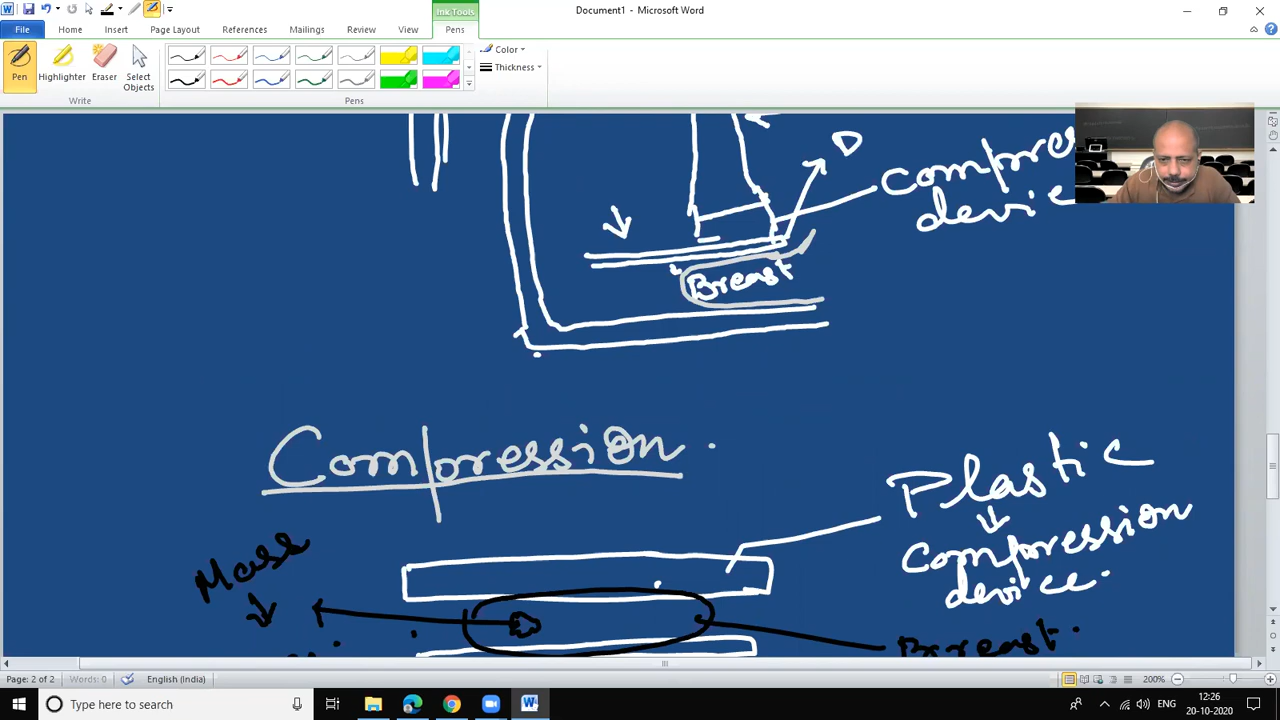 Document1 - Microsoft Word
Ink Tools
File Home Insert Page Layout References Mailings Review View Pens
Pen Highlighter Eraser Select Objects
Color
Thickness
Write Pens
D
compres
device
Breast
Compression.
Plastic
compression
device.
Mass
Breast.
Page: 2 of 2 Words: 0 English (India) 200%
Type here to search
ENG
12:26
20-10-2020